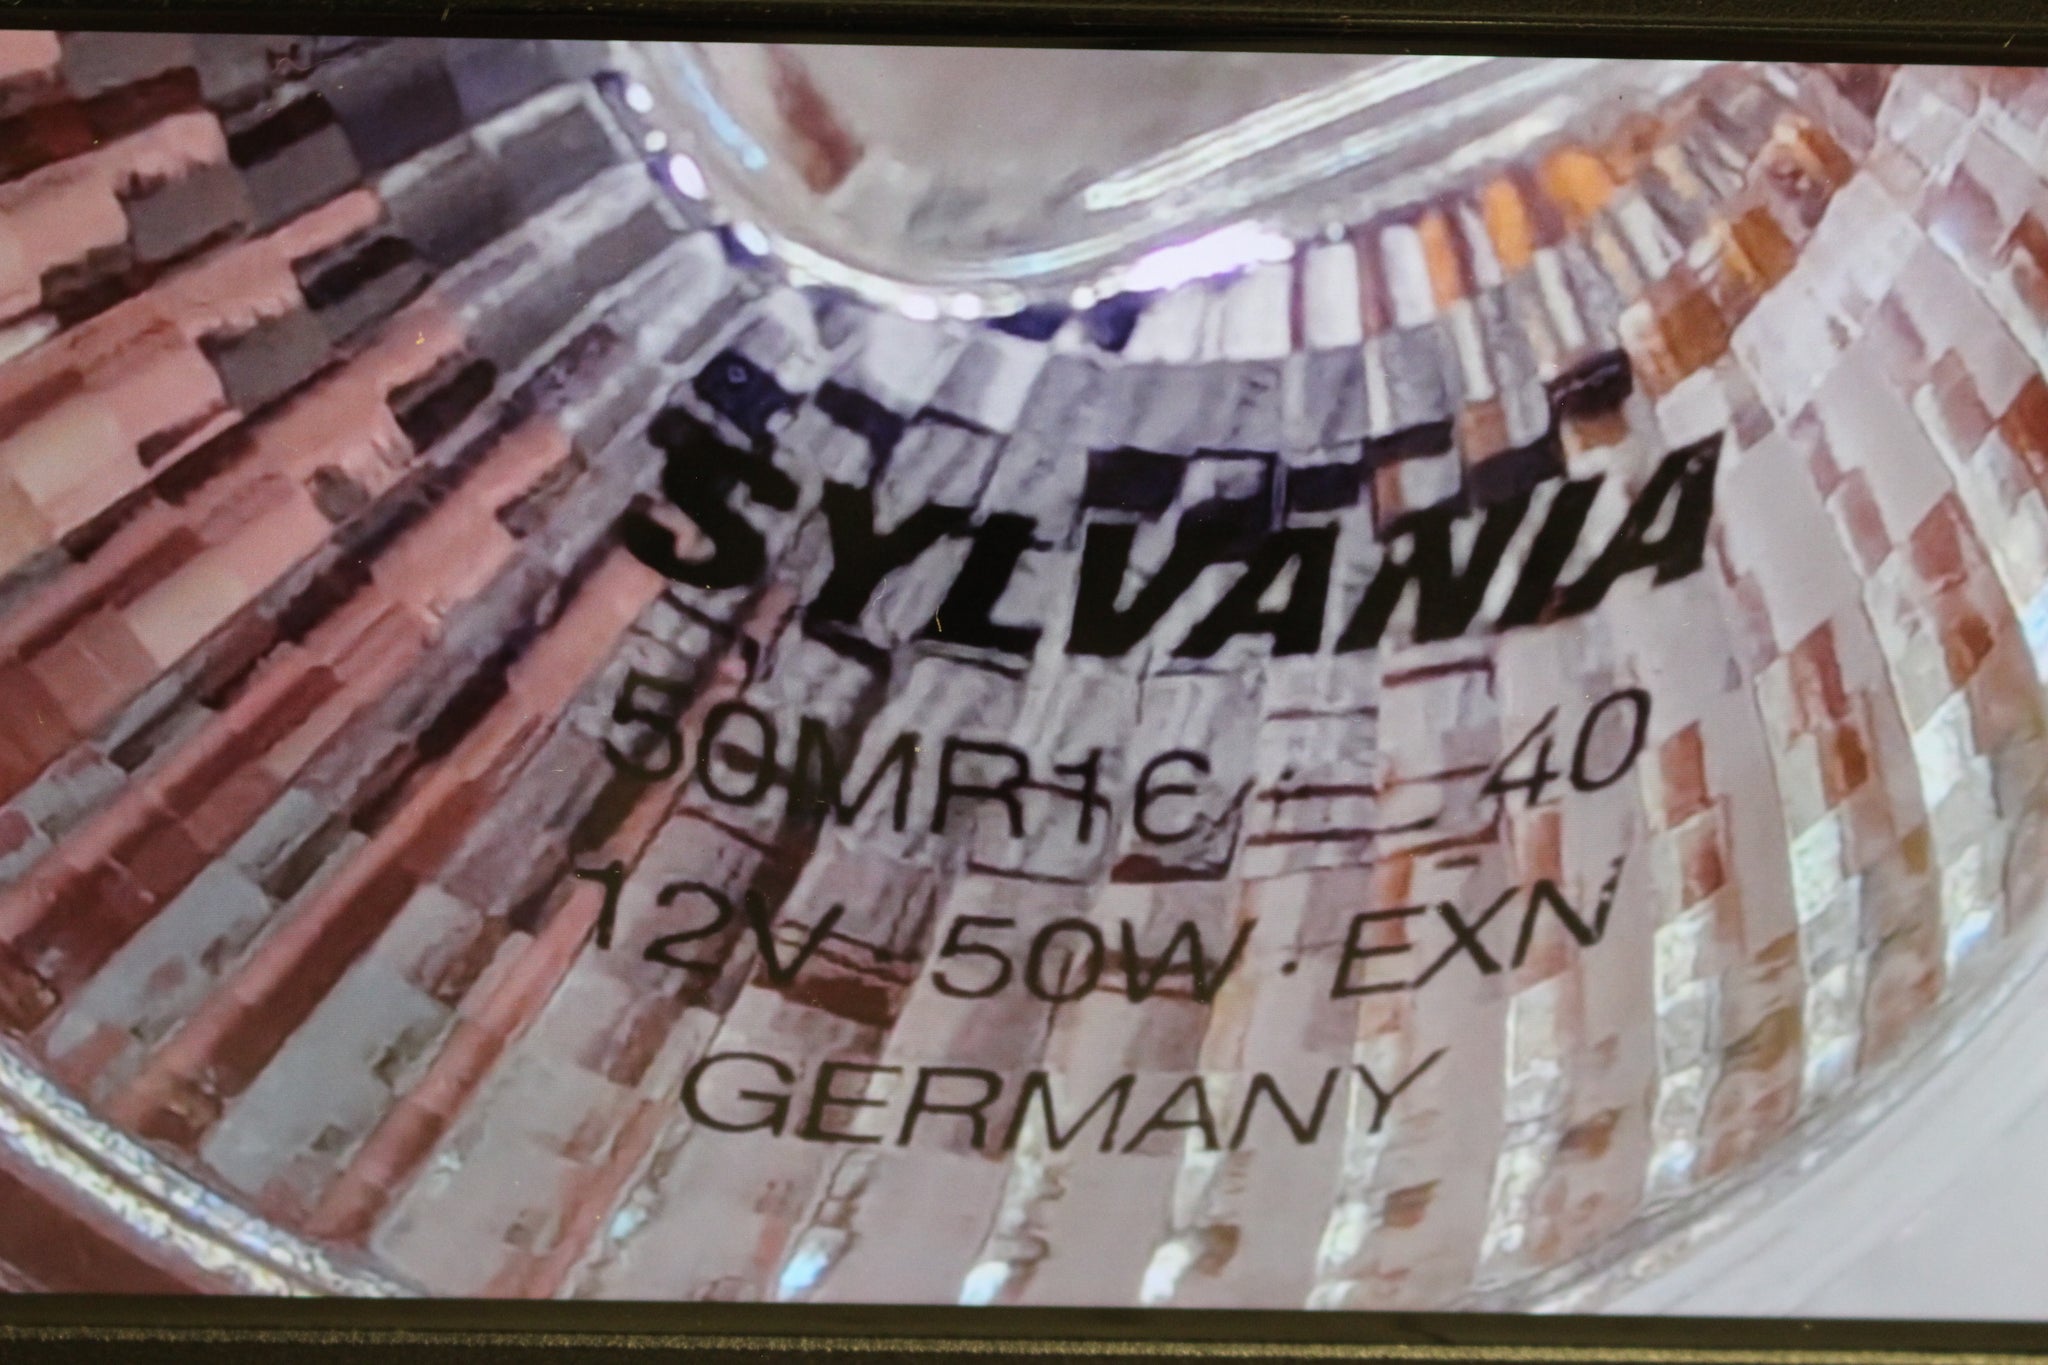 SYLVANIA
50MR16 40
12V · 50W · EXN
GERMANY